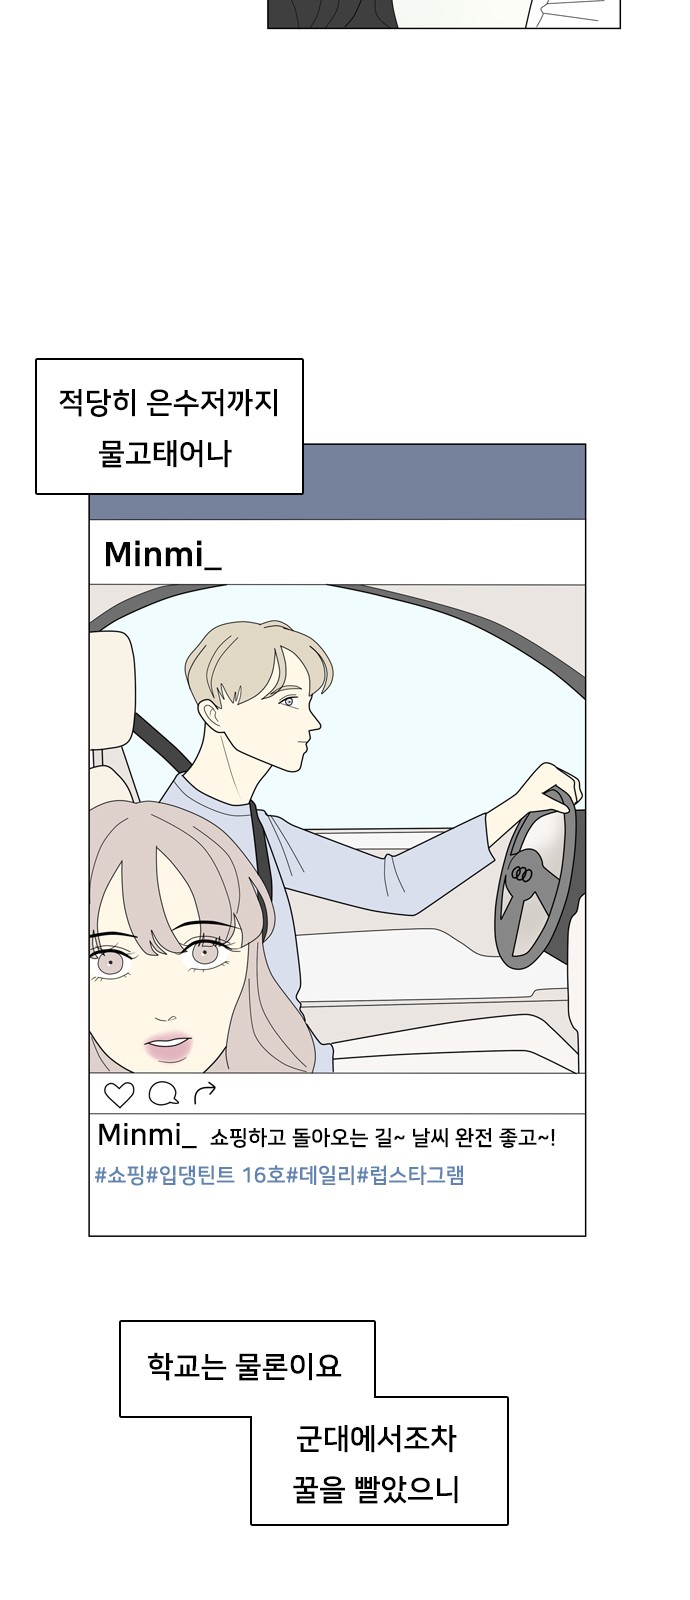 적당히 은수저까지
물고태어나
Minmi_
Minmi_ 쇼핑하고 돌아오는 길~ 날씨 완전 좋고~!
#쇼핑#입댕틴트 16호#데일리#럽스타그램
학교는 물론이요
군대에서조차
꿀을 빨았으니